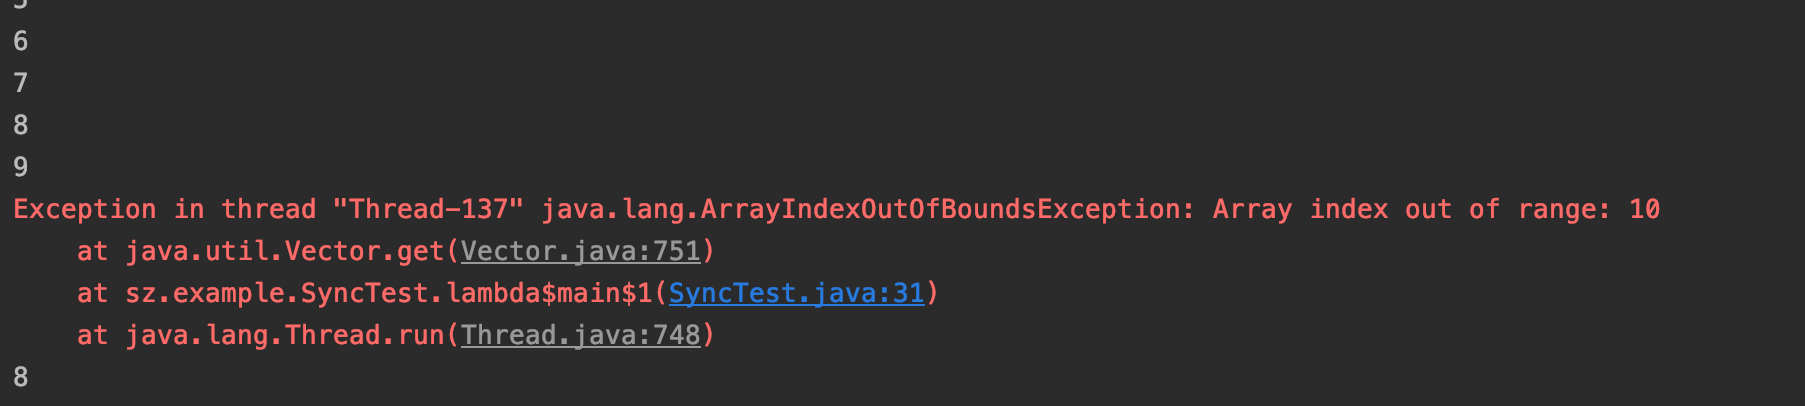 5
6
7
8
9
Exception in thread "Thread-137" java.lang.ArrayIndexOutOfBoundsException: Array index out of range: 10
    at java.util.Vector.get(Vector.java:751)
    at sz.example.SyncTest.lambda$main$1(SyncTest.java:31)
    at java.lang.Thread.run(Thread.java:748)
8